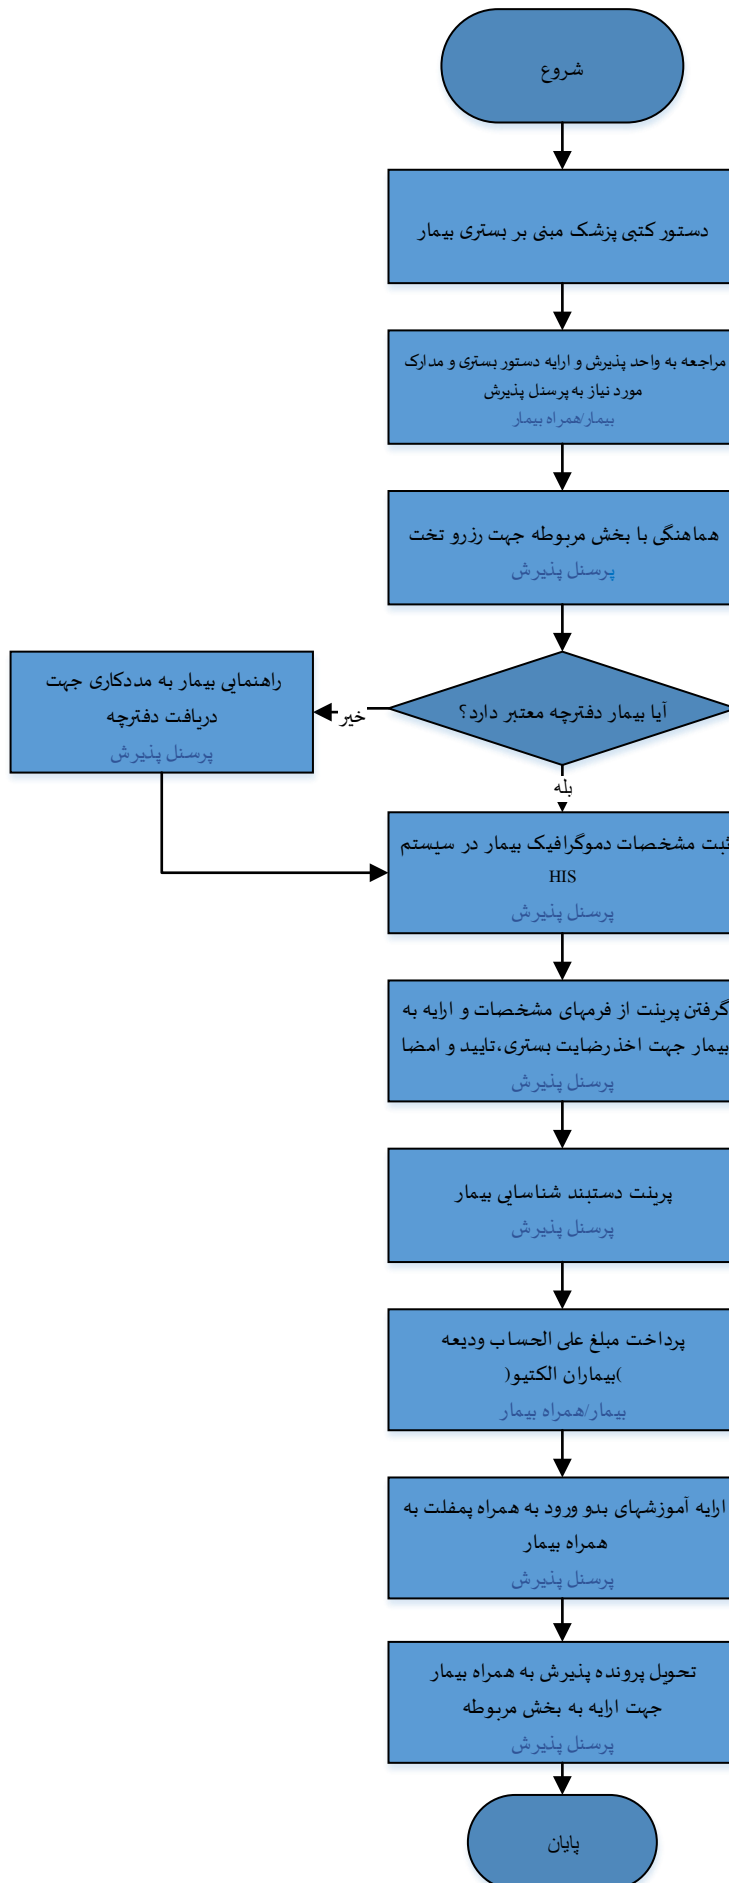 شروع
دستور کتبی پزشک مبنی بر بستری بیمار
مراجعه به واحد پذیرش و ارایه دستور بستری و مدارک
مورد نیاز به پرسنل پذیرش
بیمار/همراه بیمار
هماهنگی با بخش مربوطه جهت رزرو تخت
پرسنل پذیرش
آیا بیمار دفترچه معتبر دارد؟
خیر
راهنمایی بیمار به مددکاری جهت
دریافت دفترچه
پرسنل پذیرش
بله
ثبت مشخصات دموگرافیک بیمار در سیستم
HIS
پرسنل پذیرش
گرفتن پرینت از فرمهای مشخصات و ارایه به
بیمار جهت اخذ رضایت بستری،تایید و امضا
پرسنل پذیرش
پرینت دستبند شناسایی بیمار
پرسنل پذیرش
پرداخت مبلغ علی الحساب ودیعه
)بیماران الکتیو(
بیمار/همراه بیمار
ارایه آموزشهای بدو ورود به همراه پمفلت به
همراه بیمار
پرسنل پذیرش
تحویل پرونده پذیرش به همراه بیمار
جهت ارایه به بخش مربوطه
پرسنل پذیرش
پایان